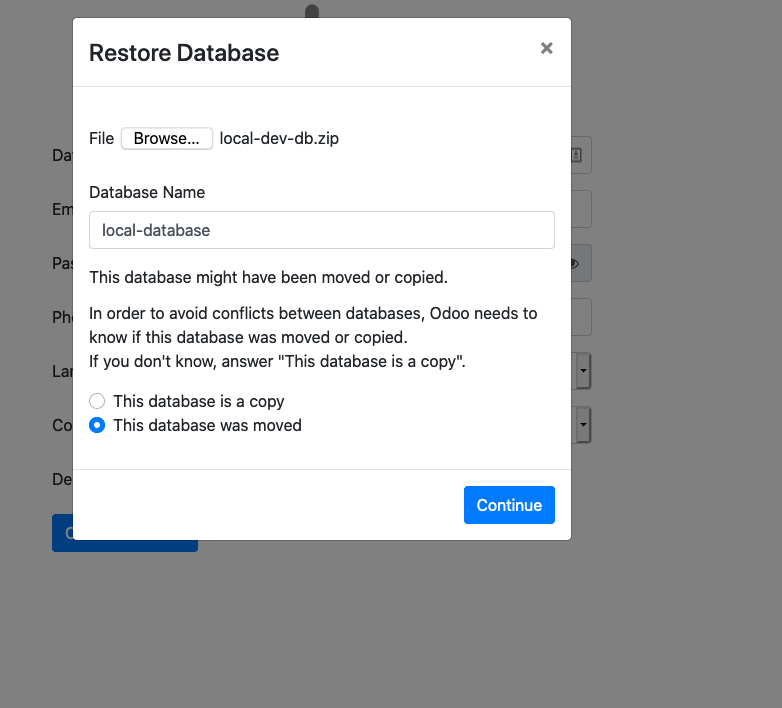 Restore Database
×
File Browse... local-dev-db.zip
Database Name
local-database
This database might have been moved or copied.
In order to avoid conflicts between databases, Odoo needs to
know if this database was moved or copied.
If you don't know, answer "This database is a copy".
This database is a copy
This database was moved
Continue